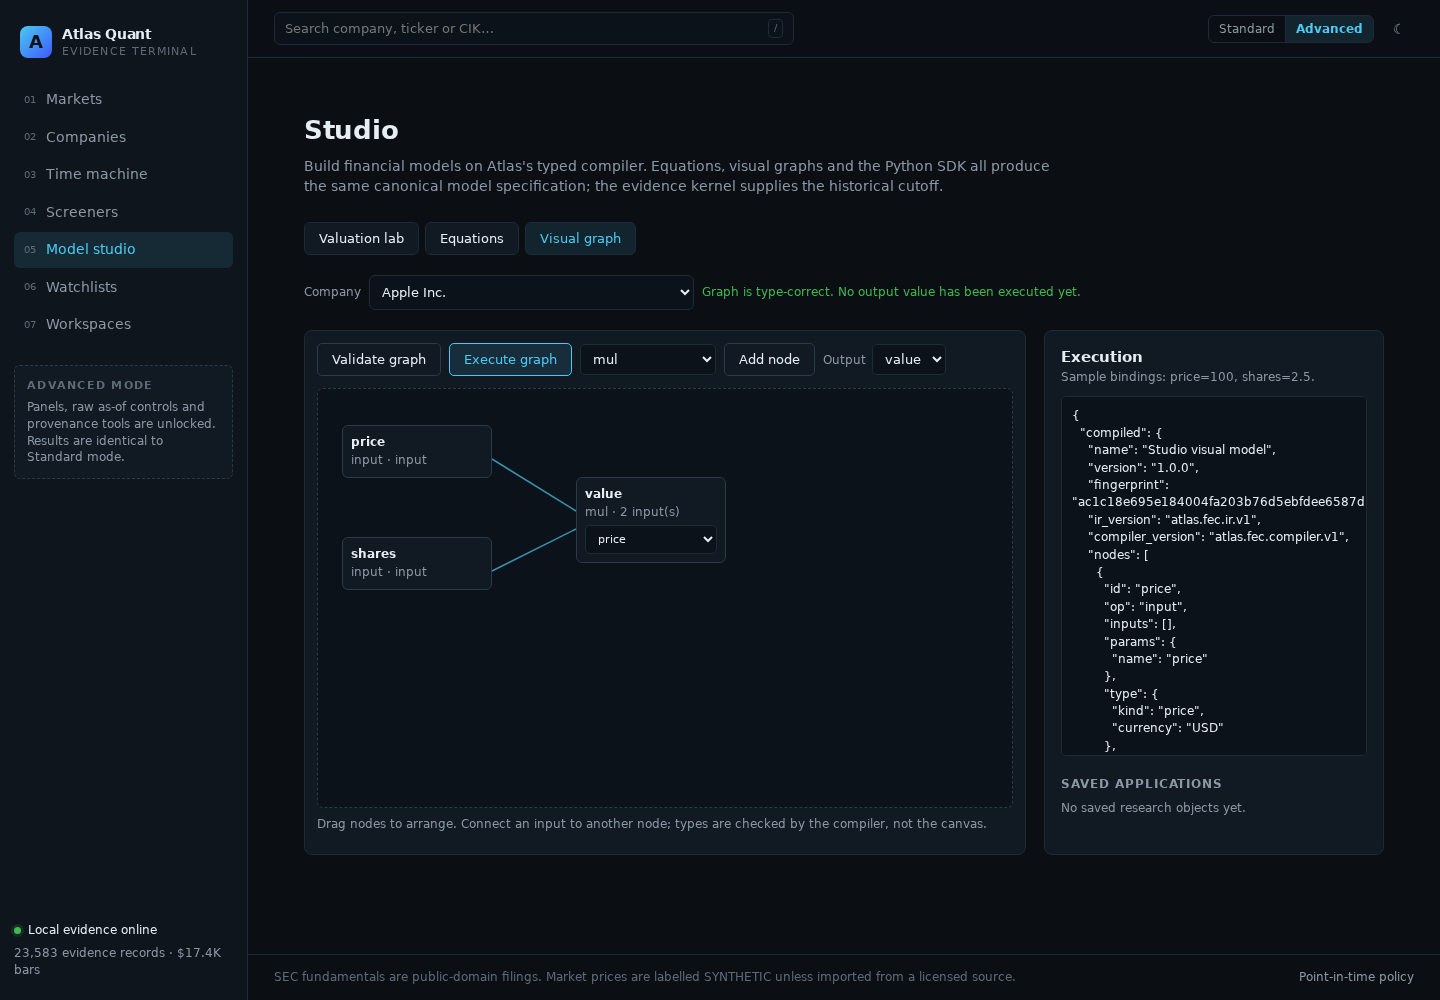 A
Atlas Quant
EVIDENCE TERMINAL
01 Markets
02 Companies
03 Time machine
04 Screeners
05 Model studio
06 Watchlists
07 Workspaces
ADVANCED MODE
Panels, raw as-of controls and
provenance tools are unlocked.
Results are identical to
Standard mode.
Local evidence online
23,583 evidence records · $17.4K
bars
Search company, ticker or CIK...
/
Standard
Advanced
Studio
Build financial models on Atlas's typed compiler. Equations, visual graphs and the Python SDK all produce
the same canonical model specification; the evidence kernel supplies the historical cutoff.
Valuation lab
Equations
Visual graph
Company
Apple Inc.
Graph is type-correct. No output value has been executed yet.
Validate graph
Execute graph
mul
Add node
Output
value
price
input · input
shares
input · input
value
mul · 2 input(s)
price
Drag nodes to arrange. Connect an input to another node; types are checked by the compiler, not the canvas.
Execution
Sample bindings: price=100, shares=2.5.
{
"compiled": {
"name": "Studio visual model",
"version": "1.0.0",
"fingerprint":
"ac1c18e695e184004fa203b76d5ebfdee6587d
"ir_version": "atlas.fec.ir.v1",
"compiler_version": "atlas.fec.compiler.v1",
"nodes": [
{
"id": "price",
"op": "input",
"inputs": [],
"params": {
"name": "price"
},
"type": {
"kind": "price",
"currency": "USD"
},
SAVED APPLICATIONS
No saved research objects yet.
SEC fundamentals are public-domain filings. Market prices are labelled SYNTHETIC unless imported from a licensed source.
Point-in-time policy